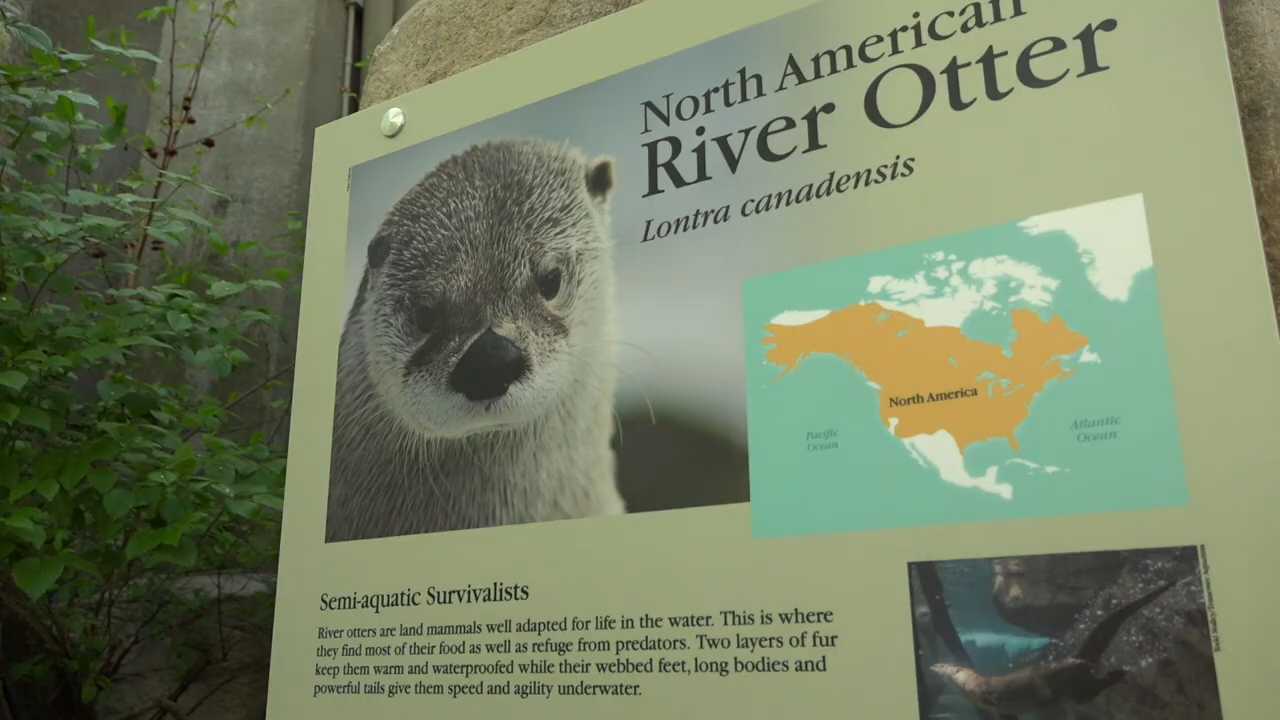 North American
River Otter
Lontra canadensis
North America
Pacific
Ocean
Atlantic
Ocean
Semi-aquatic Survivalists
River otters are land mammals well adapted for life in the water. This is where
they find most of their food as well as refuge from predators. Two layers of fur
keep them warm and waterproofed while their webbed feet, long bodies and
powerful tails give them speed and agility underwater.